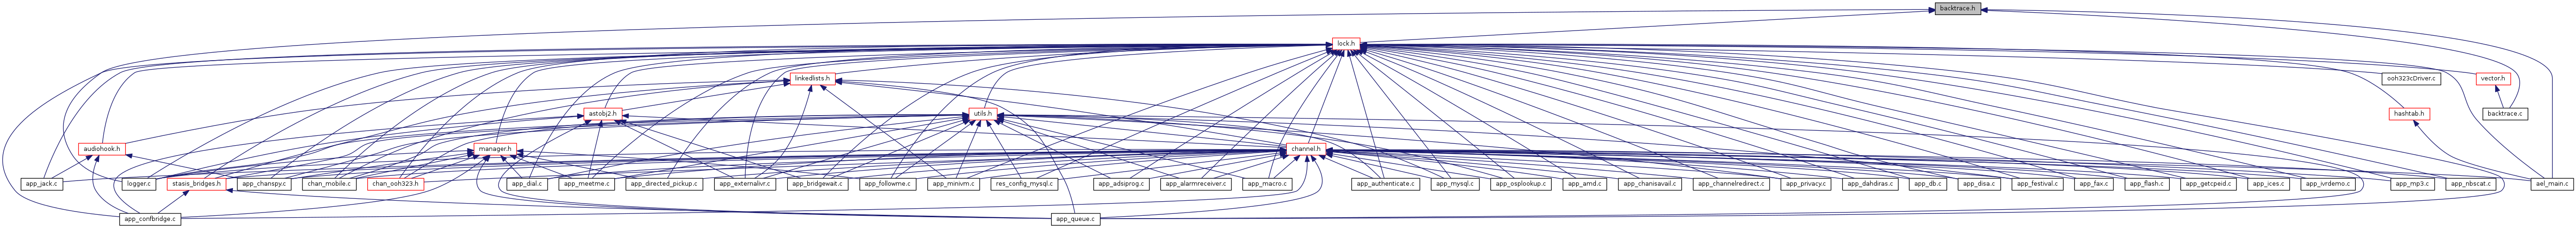 backtrace.h
lock.h
linkedlists.h
ooh323cDriver.c
vector.h
astobj2.h
utils.h
hashtab.h
backtrace.c
audiohook.h
manager.h
channel.h
app_jack.c
logger.c
stasis_bridges.h
app_chanspy.c
chan_mobile.c
chan_ooh323.h
app_dial.c
app_meetme.c
app_directed_pickup.c
app_externalivr.c
app_bridgewait.c
app_followme.c
app_minivm.c
res_config_mysql.c
app_adsiprog.c
app_alarmreceiver.c
app_macro.c
app_authenticate.c
app_mysql.c
app_osplookup.c
app_amd.c
app_chanisavail.c
app_channelredirect.c
app_privacy.c
app_dahdiras.c
app_db.c
app_disa.c
app_festival.c
app_fax.c
app_flash.c
app_getcpeid.c
app_ices.c
app_ivrdemo.c
app_mp3.c
app_nbscat.c
ael_main.c
app_confbridge.c
app_queue.c